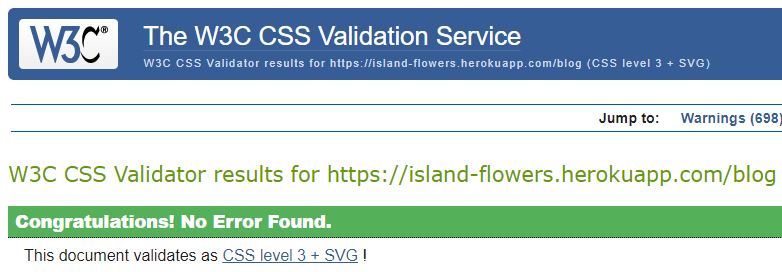 W3C® The W3C CSS Validation Service
W3C CSS Validator results for https://island-flowers.herokuapp.com/blog (CSS level 3 + SVG)
Jump to: Warnings (698)
W3C CSS Validator results for https://island-flowers.herokuapp.com/blog
Congratulations! No Error Found.
This document validates as CSS level 3 + SVG !